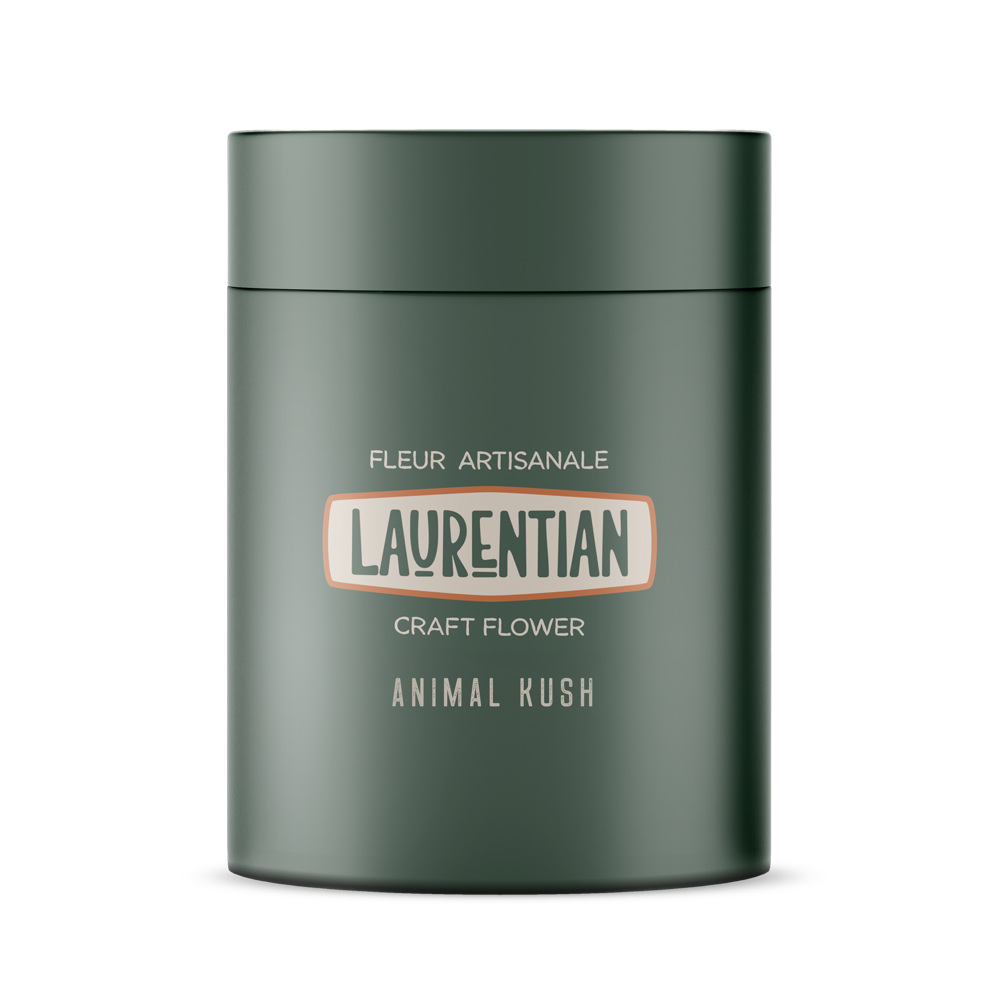 FLEUR ARTISANALE
LAURENTIAN
CRAFT FLOWER
ANIMAL KUSH